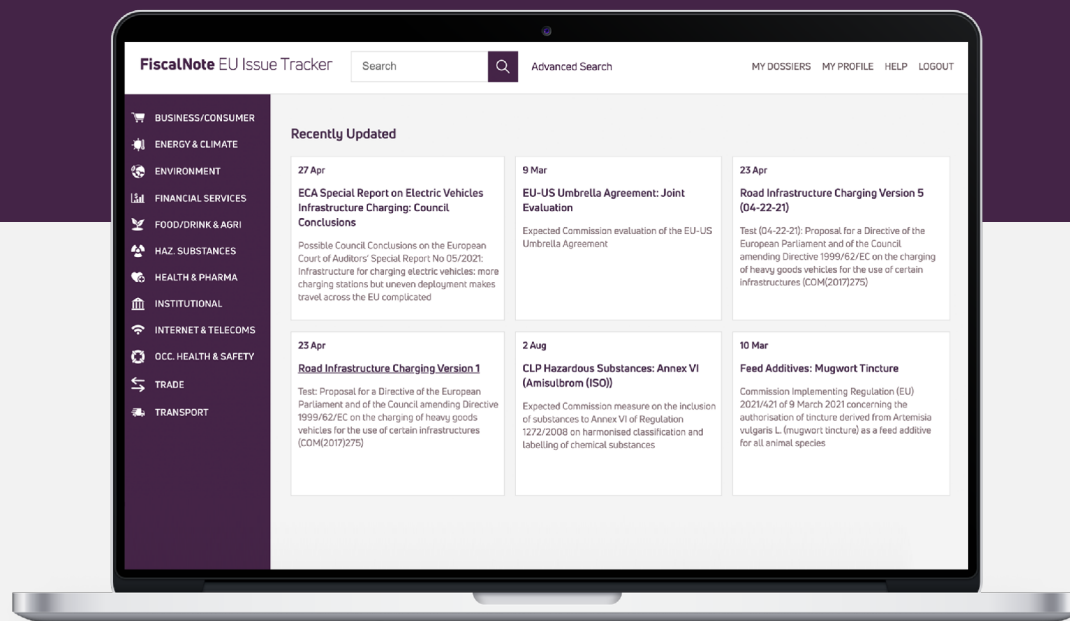 FiscalNote EU Issue Tracker
Search
Advanced Search
MY DOSSIERS
MY PROFILE
HELP
LOGOUT
BUSINESS/CONSUMER
ENERGY & CLIMATE
ENVIRONMENT
FINANCIAL SERVICES
FOOD/DRINK & AGRI
HAZ. SUBSTANCES
HEALTH & PHARMA
INSTITUTIONAL
INTERNET & TELECOMS
OCC. HEALTH & SAFETY
TRADE
TRANSPORT
Recently Updated
27 Apr
ECA Special Report on Electric Vehicles
Infrastructure Charging: Council
Conclusions
Possible Council Conclusions on the European
Court of Auditors' Special Report No 05/2021:
Infrastructure for charging electric vehicles: more
charging stations but uneven deployment makes
travel across the EU complicated
9 Mar
EU-US Umbrella Agreement: Joint
Evaluation
Expected Commission evaluation of the EU-US
Umbrella Agreement
23 Apr
Road Infrastructure Charging Version 5
(04-22-21)
Test (04-22-21): Proposal for a Directive of the
European Parliament and of the Council
amending Directive 1999/62/EC on the charging
of heavy goods vehicles for the use of certain
infrastructures (COM(2017)275)
23 Apr
Road Infrastructure Charging Version 1
Test: Proposal for a Directive of the European
Parliament and of the Council amending Directive
1999/62/EC on the charging of heavy goods
vehicles for the use of certain infrastructures
(COM(2017)275)
2 Aug
CLP Hazardous Substances: Annex VI
(Amisulbrom (ISO))
Expected Commission measure on the inclusion
of substances to Annex VI of Regulation
1272/2008 on harmonised classification and
labelling of chemical substances
10 Mar
Feed Additives: Mugwort Tincture
Commission Implementing Regulation (EU)
2021/421 of 9 March 2021 concerning the
authorisation of tincture derived from Artemisia
vulgaris L. (mugwort tincture) as a feed additive
for all animal species